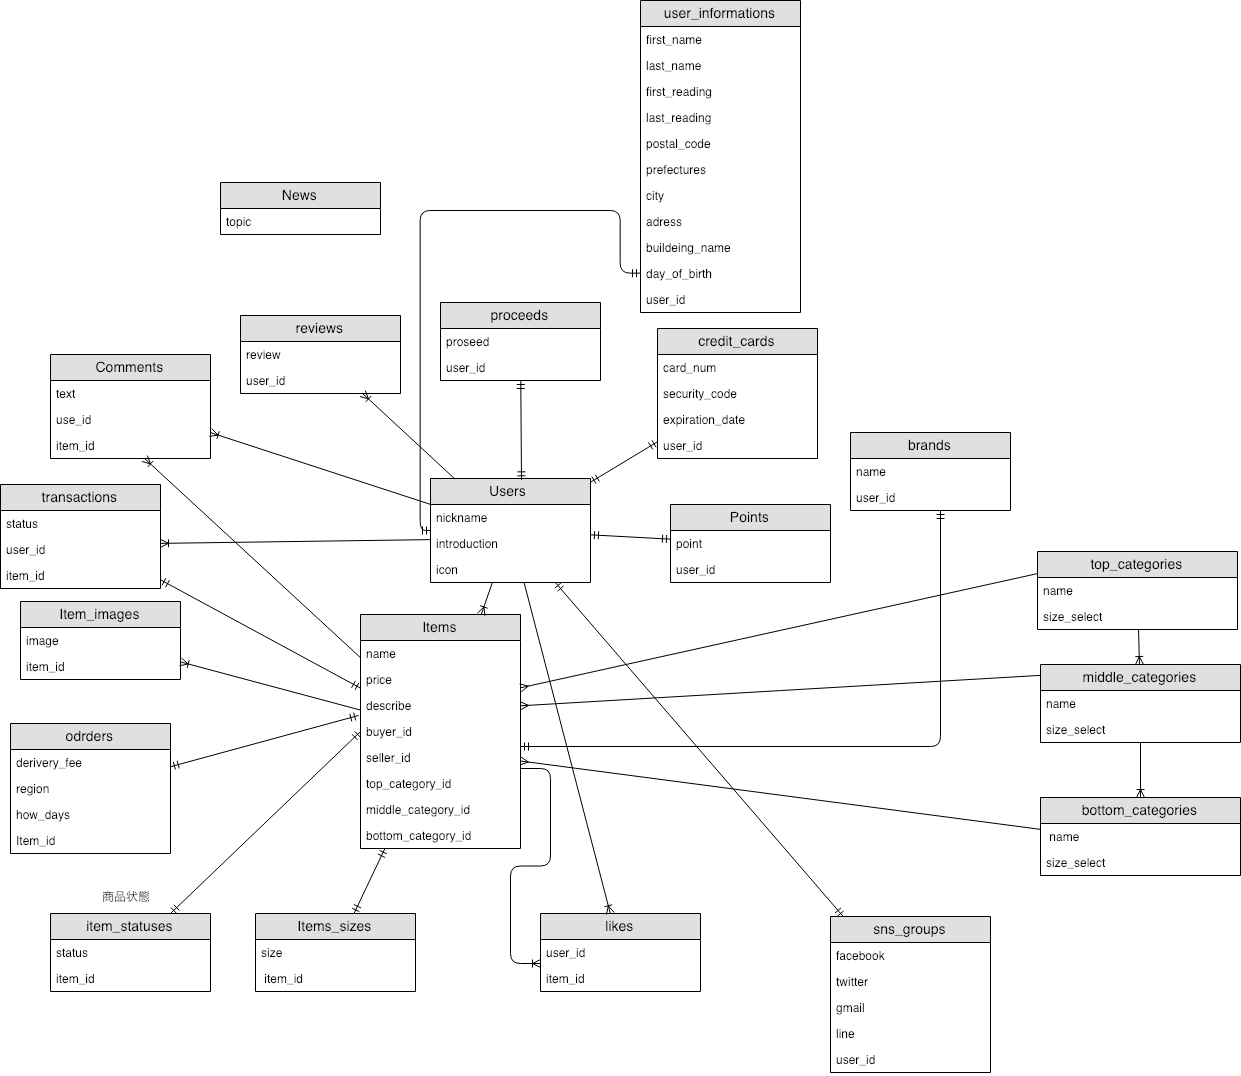 user_informations
first_name
last_name
first_reading
last_reading
postal_code
prefectures
city
adress
buildeing_name
day_of_birth
user_id
News
topic
reviews
review
user_id
proceeds
proseed
user_id
credit_cards
card_num
security_code
expiration_date
user_id
Comments
text
use_id
item_id
brands
name
user_id
transactions
status
user_id
item_id
Users
nickname
introduction
icon
Points
point
user_id
top_categories
name
size_select
Item_images
image
item_id
Items
name
price
describe
buyer_id
seller_id
top_category_id
middle_category_id
bottom_category_id
middle_categories
name
size_select
odrders
derivery_fee
region
how_days
Item_id
bottom_categories
name
size_select
商品状態
item_statuses
status
item_id
Items_sizes
size
item_id
likes
user_id
item_id
sns_groups
facebook
twitter
gmail
line
user_id